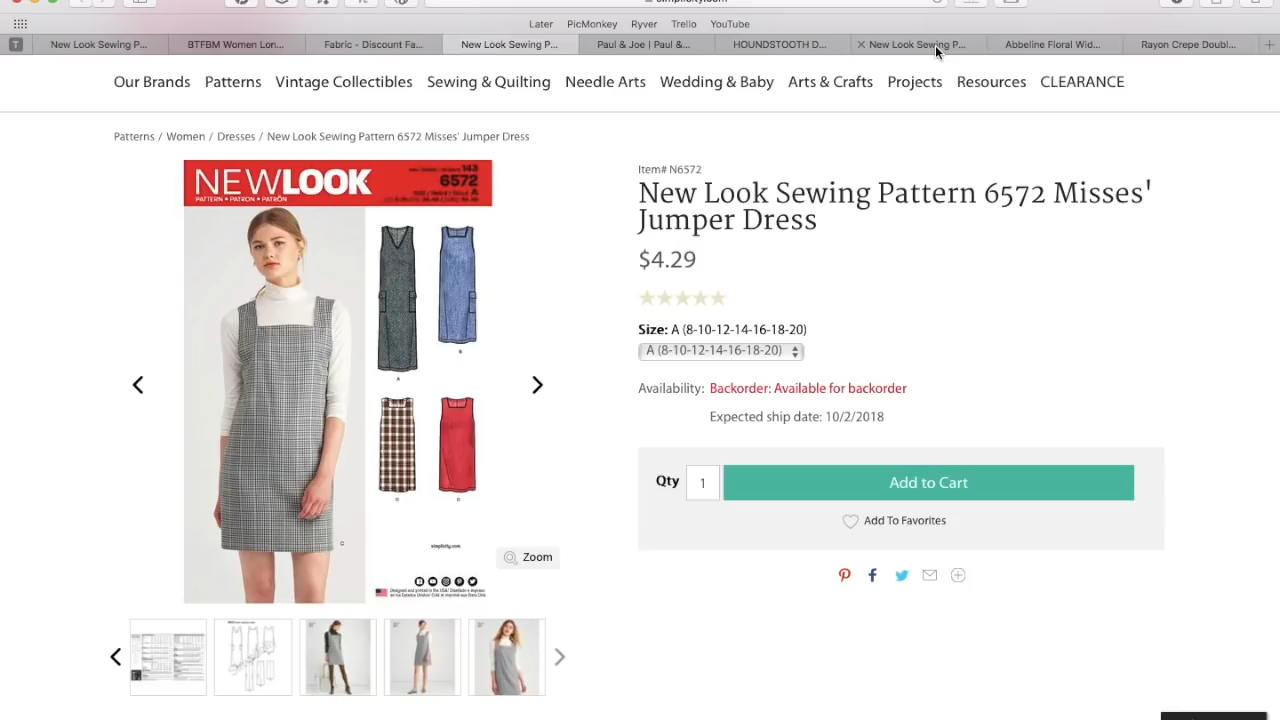 Later PicMonkey Ryver Trello YouTube
T New Look Sewing P... BTFBM Women Lon... Fabric - Discount Fa... New Look Sewing P... Paul & Joe | Paul &... HOUNDSTOOTH D... New Look Sewing P... Abbeline Floral Wid... Rayon Crepe Doubl...
Our Brands Patterns Vintage Collectibles Sewing & Quilting Needle Arts Wedding & Baby Arts & Crafts Projects Resources CLEARANCE
Patterns / Women / Dresses / New Look Sewing Pattern 6572 Misses' Jumper Dress
NEWLOOK
PATTERN • PATRON • PATRÓN
6572
A
B
C
D
C
simplicity.com
Zoom
Item# N6572
New Look Sewing Pattern 6572 Misses'
Jumper Dress
$4.29
Size: A (8-10-12-14-16-18-20)
A (8-10-12-14-16-18-20)
Availability: Backorder: Available for backorder
Expected ship date: 10/2/2018
Qty 1 Add to Cart
Add To Favorites